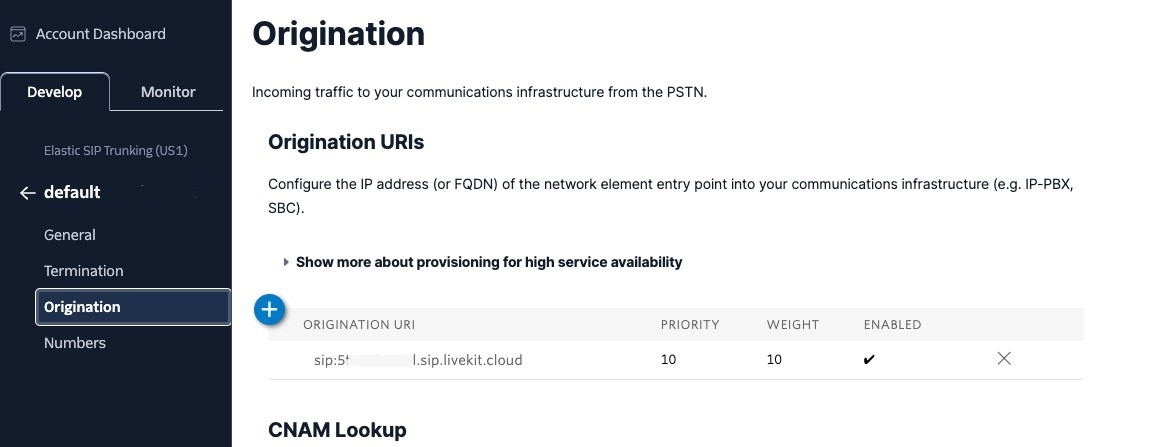 Account Dashboard
Develop
Monitor
Elastic SIP Trunking (US1)
default
General
Termination
Origination
Numbers
Origination
Incoming traffic to your communications infrastructure from the PSTN.
Origination URIs
Configure the IP address (or FQDN) of the network element entry point into your communications infrastructure (e.g. IP-PBX,
SBC).
Show more about provisioning for high service availability
ORIGINATION URI PRIORITY WEIGHT ENABLED
.sip.livekit.cloud 10 10 ✔
CNAM Lookup